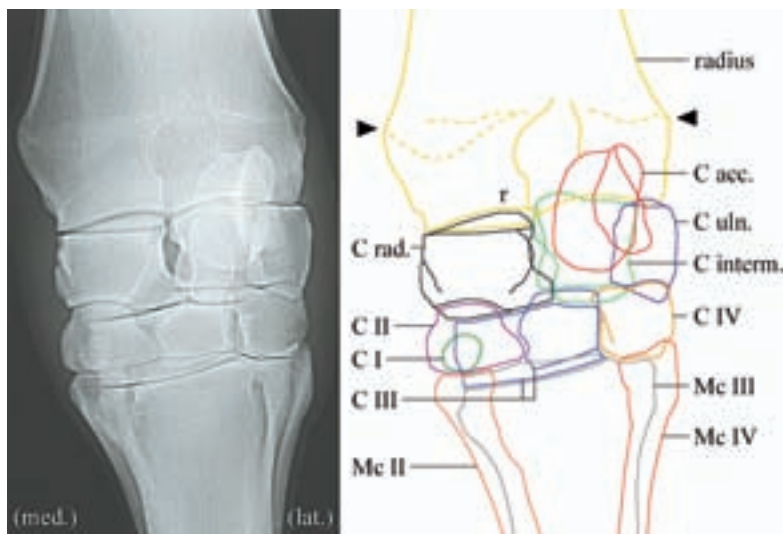 (med.)
(lat.)
radius
r
C acc.
C uln.
C rad.
C interm.
C II
C IV
C I
C III
Mc III
Mc IV
Mc II